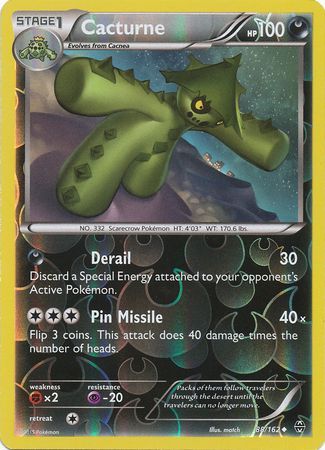 STAGE1
Cacturne
HP100
Evolves from Cacnea
NO. 332 Scarecrow Pokémon HT: 4'03" WT: 170.6 lbs.
Derail 30
Discard a Special Energy attached to your opponent's
Active Pokémon.
Pin Missile 40×
Flip 3 coins. This attack does 40 damage times the
number of heads.
weakness
×2
resistance
-20
retreat
Packs of them follow travelers
through the desert until the
travelers can no longer move.
Illus. match
88/162
Pokémon